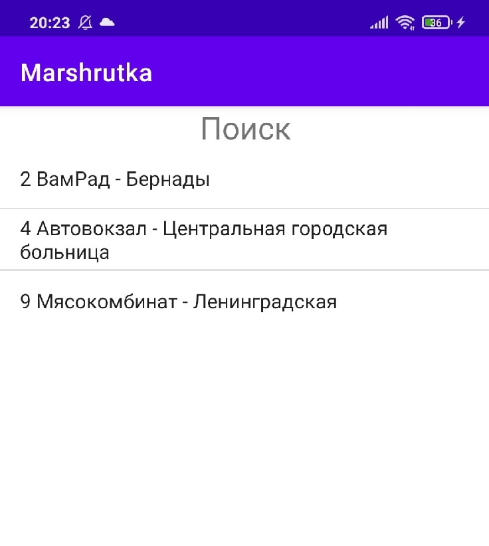 20:23 36
Marshrutka
Поиск
2 ВамРад - Бернады
4 Автовокзал - Центральная городская
больница
9 Мясокомбинат - Ленинградская